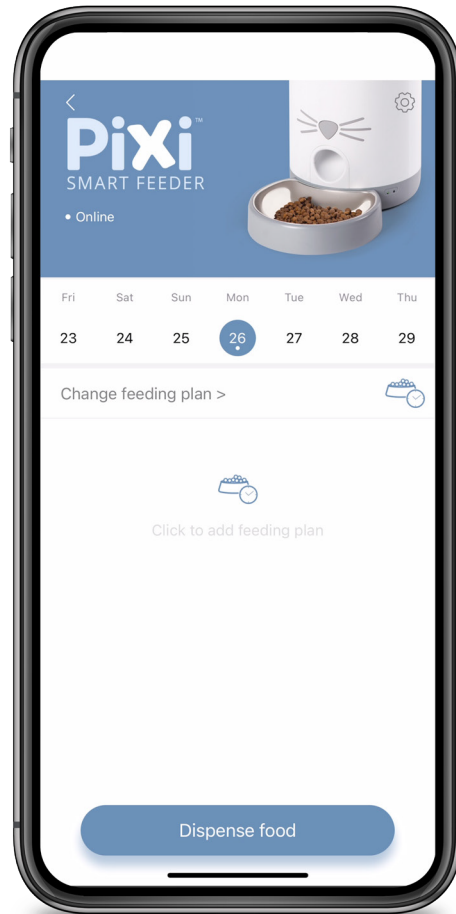 PiXi™
SMART FEEDER
• Online
Fri Sat Sun Mon Tue Wed Thu
23 24 25 26 27 28 29
Change feeding plan >
Click to add feeding plan
Dispense food